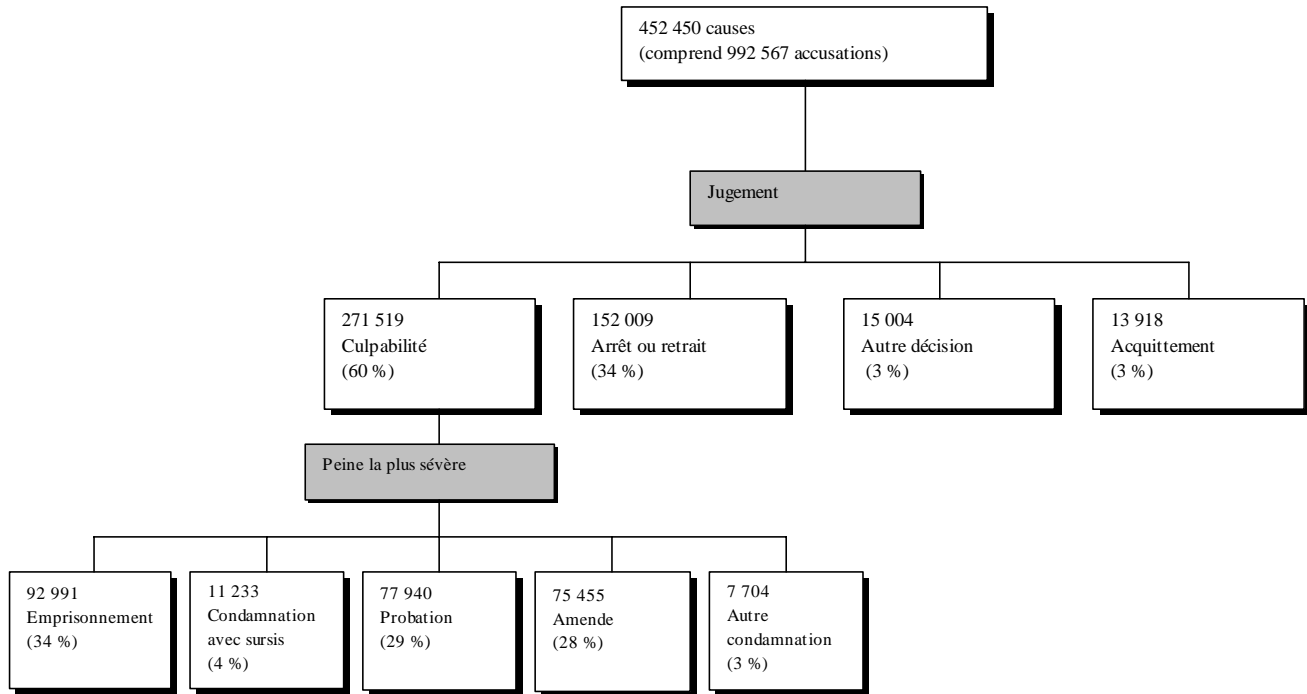 452 450 causes
(comprend 992 567 accusations)
Jugement
271 519
Culpabilité
(60 %)
152 009
Arrêt ou retrait
(34 %)
15 004
Autre décision
(3 %)
13 918
Acquittement
(3 %)
Peine la plus sévère
92 991
Emprisonnement
(34 %)
11 233
Condamnation
avec sursis
(4 %)
77 940
Probation
(29 %)
75 455
Amende
(28 %)
7 704
Autre
condamnation
(3 %)